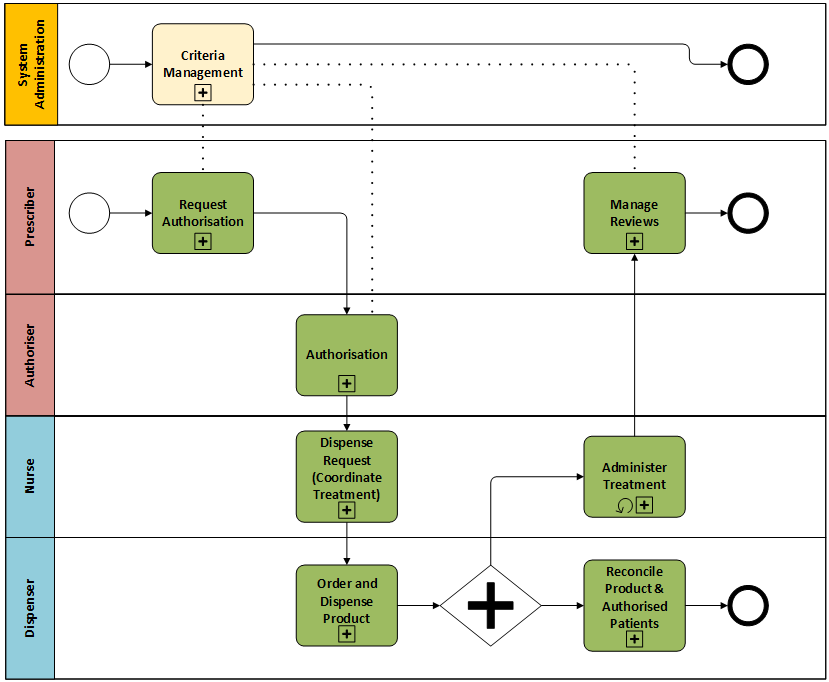 System
Administration
Criteria
Management
Prescriber
Request
Authorisation
Manage
Reviews
Authoriser
Authorisation
Nurse
Dispense
Request
(Coordinate
Treatment)
Administer
Treatment
Dispenser
Order and
Dispense
Product
Reconcile
Product &
Authorised
Patients